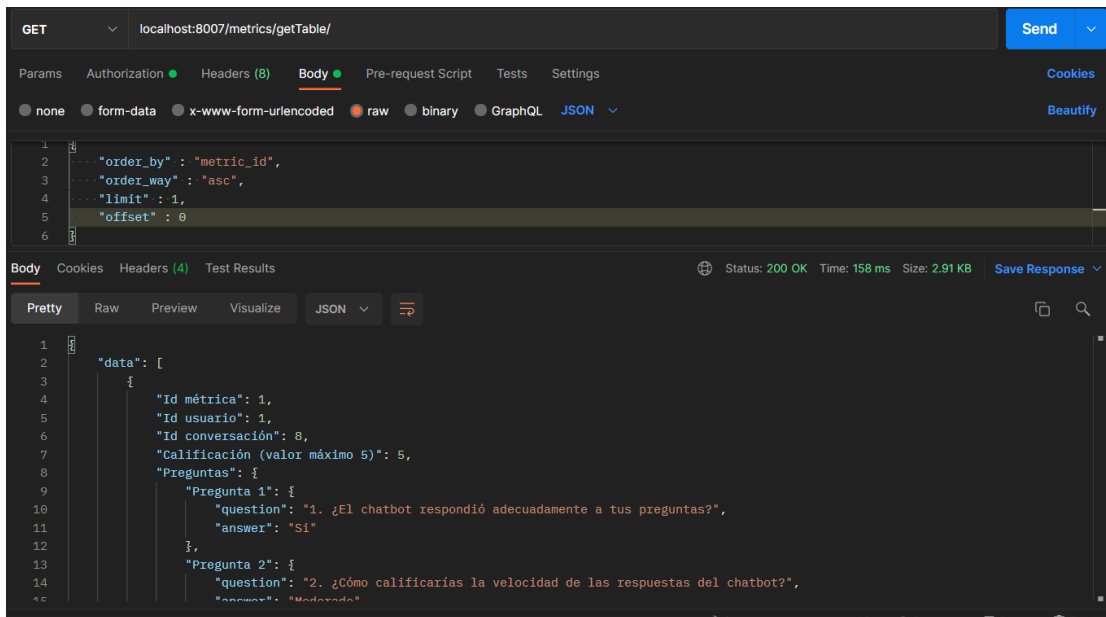 GET localhost:8007/metrics/getTable/ Send
Params Authorization Headers (8) Body Pre-request Script Tests Settings Cookies
none form-data x-www-form-urlencoded raw binary GraphQL JSON Beautify
1 {
2 "order_by" : "metric_id",
3 "order_way" : "asc",
4 "limit" : 1,
5 "offset" : 0
6 }
Body Cookies Headers (4) Test Results Status: 200 OK Time: 158 ms Size: 2.91 KB Save Response
Pretty Raw Preview Visualize JSON
1 {
2 "data": [
3 {
4 "Id métrica": 1,
5 "Id usuario": 1,
6 "Id conversación": 8,
7 "Calificación (valor máximo 5)": 5,
8 "Preguntas": {
9 "Pregunta 1": {
10 "question": "1. ¿El chatbot respondió adecuadamente a tus preguntas?",
11 "answer": "Sí"
12 },
13 "Pregunta 2": {
14 "question": "2. ¿Cómo calificarías la velocidad de las respuestas del chatbot?",
15 "answer": "Moderado"